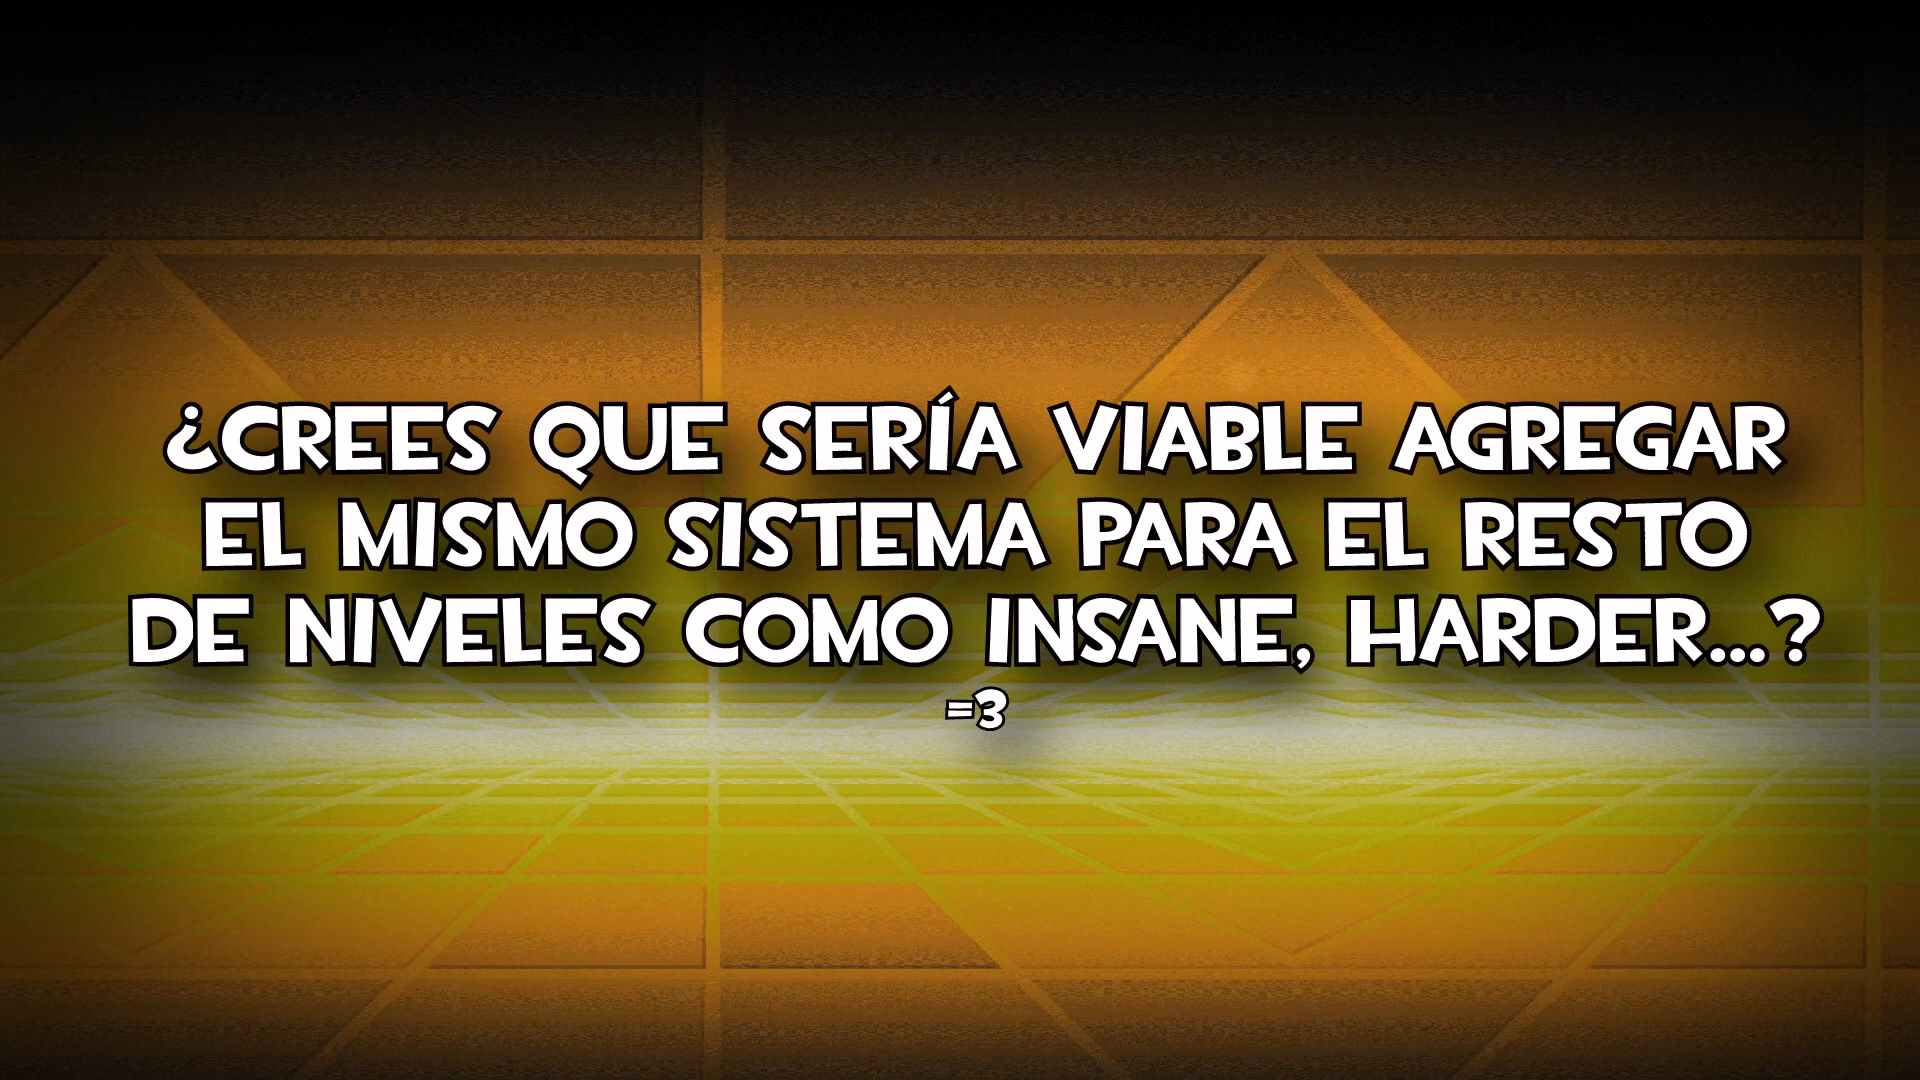 ¿CREES QUE SERÍA VIABLE AGREGAR
EL MISMO SISTEMA PARA EL RESTO
DE NIVELES COMO INSANE, HARDER...?
=3